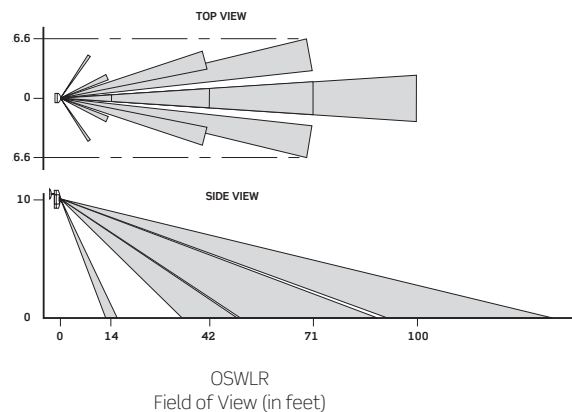 TOP VIEW
.6.6
0
.6.6
SIDE VIEW
10
0
0 14 42 71 100
OSWLR
Field of View (in feet)